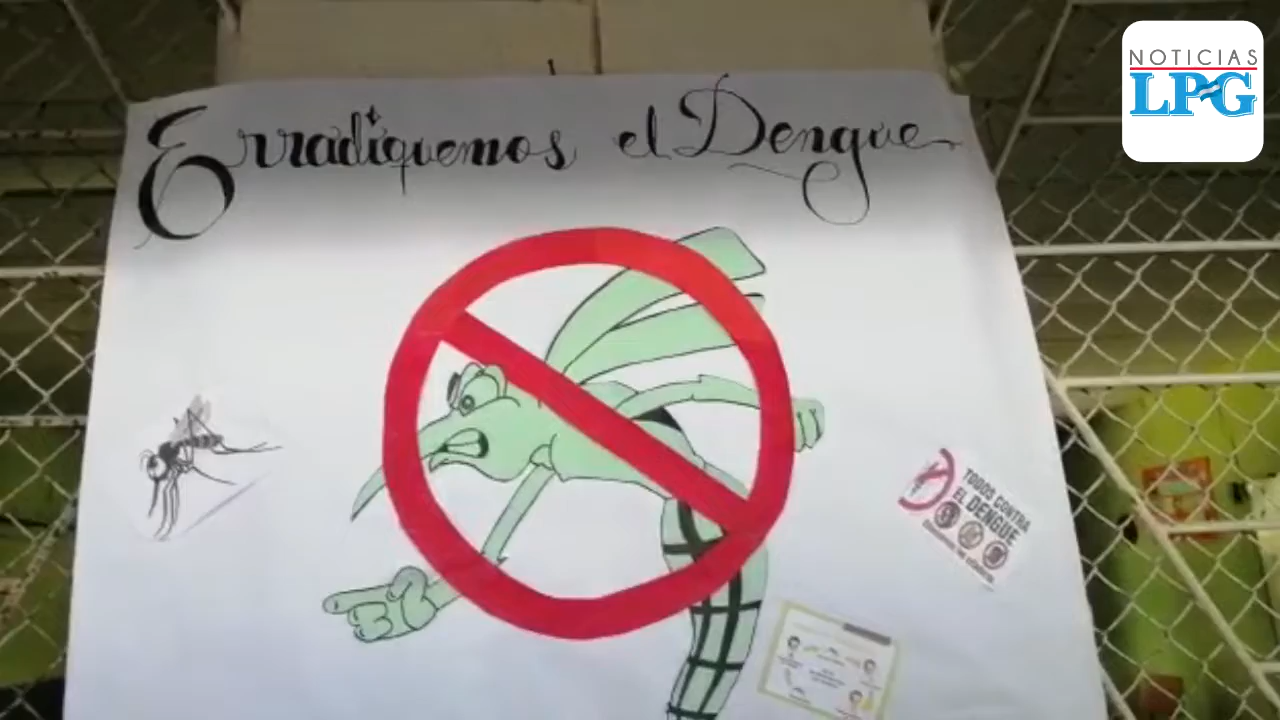 NOTICIAS
LPG
Erradiquemos el Dengue
TODOS CONTRA
EL DENGUE